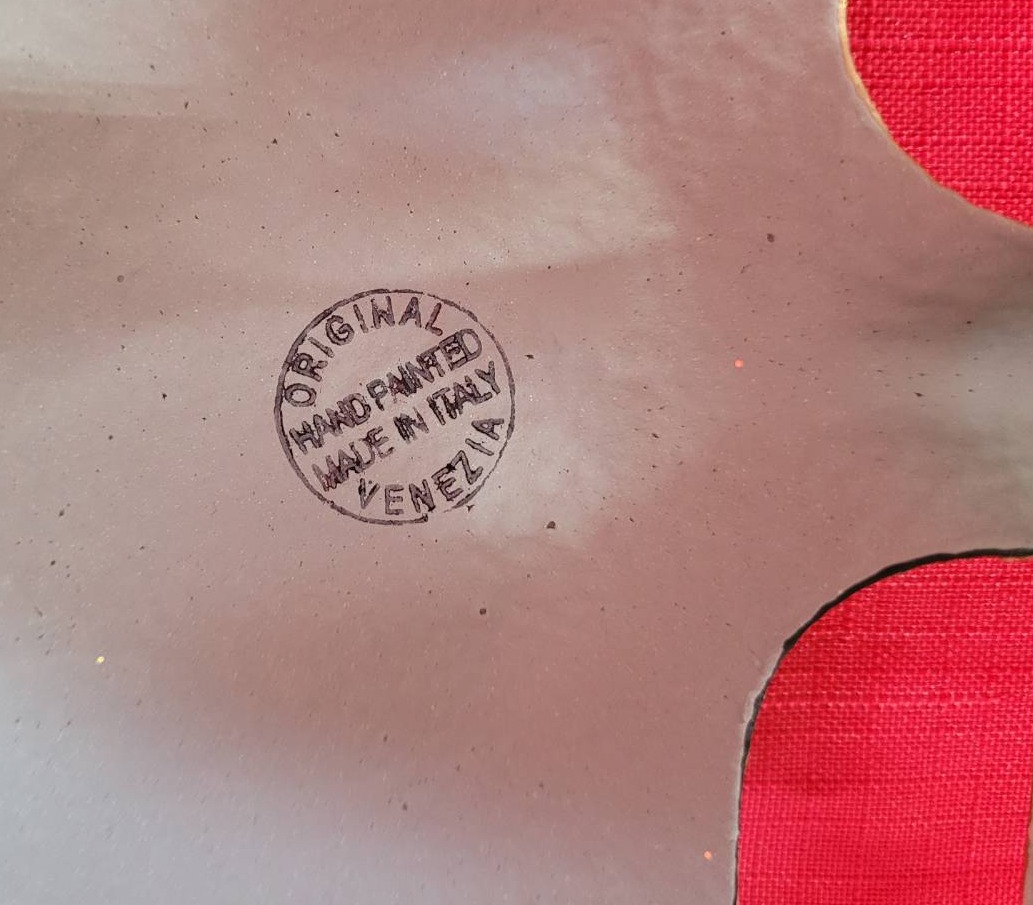 ORIGINAL
HAND PAINTED
MADE IN ITALY
VENEZIA